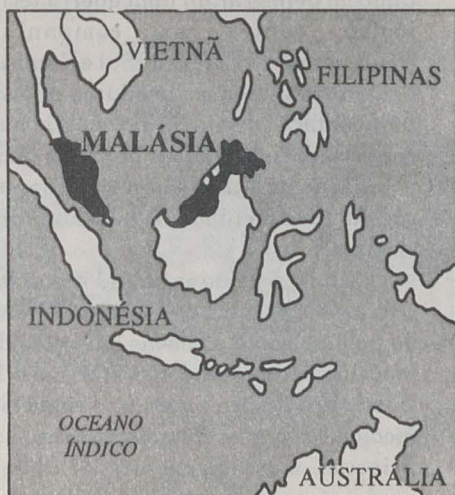 VIETNÃ
FILIPINAS
MALÁSIA
INDONÉSIA
OCEANO
ÍNDICO
AUSTRÁLIA